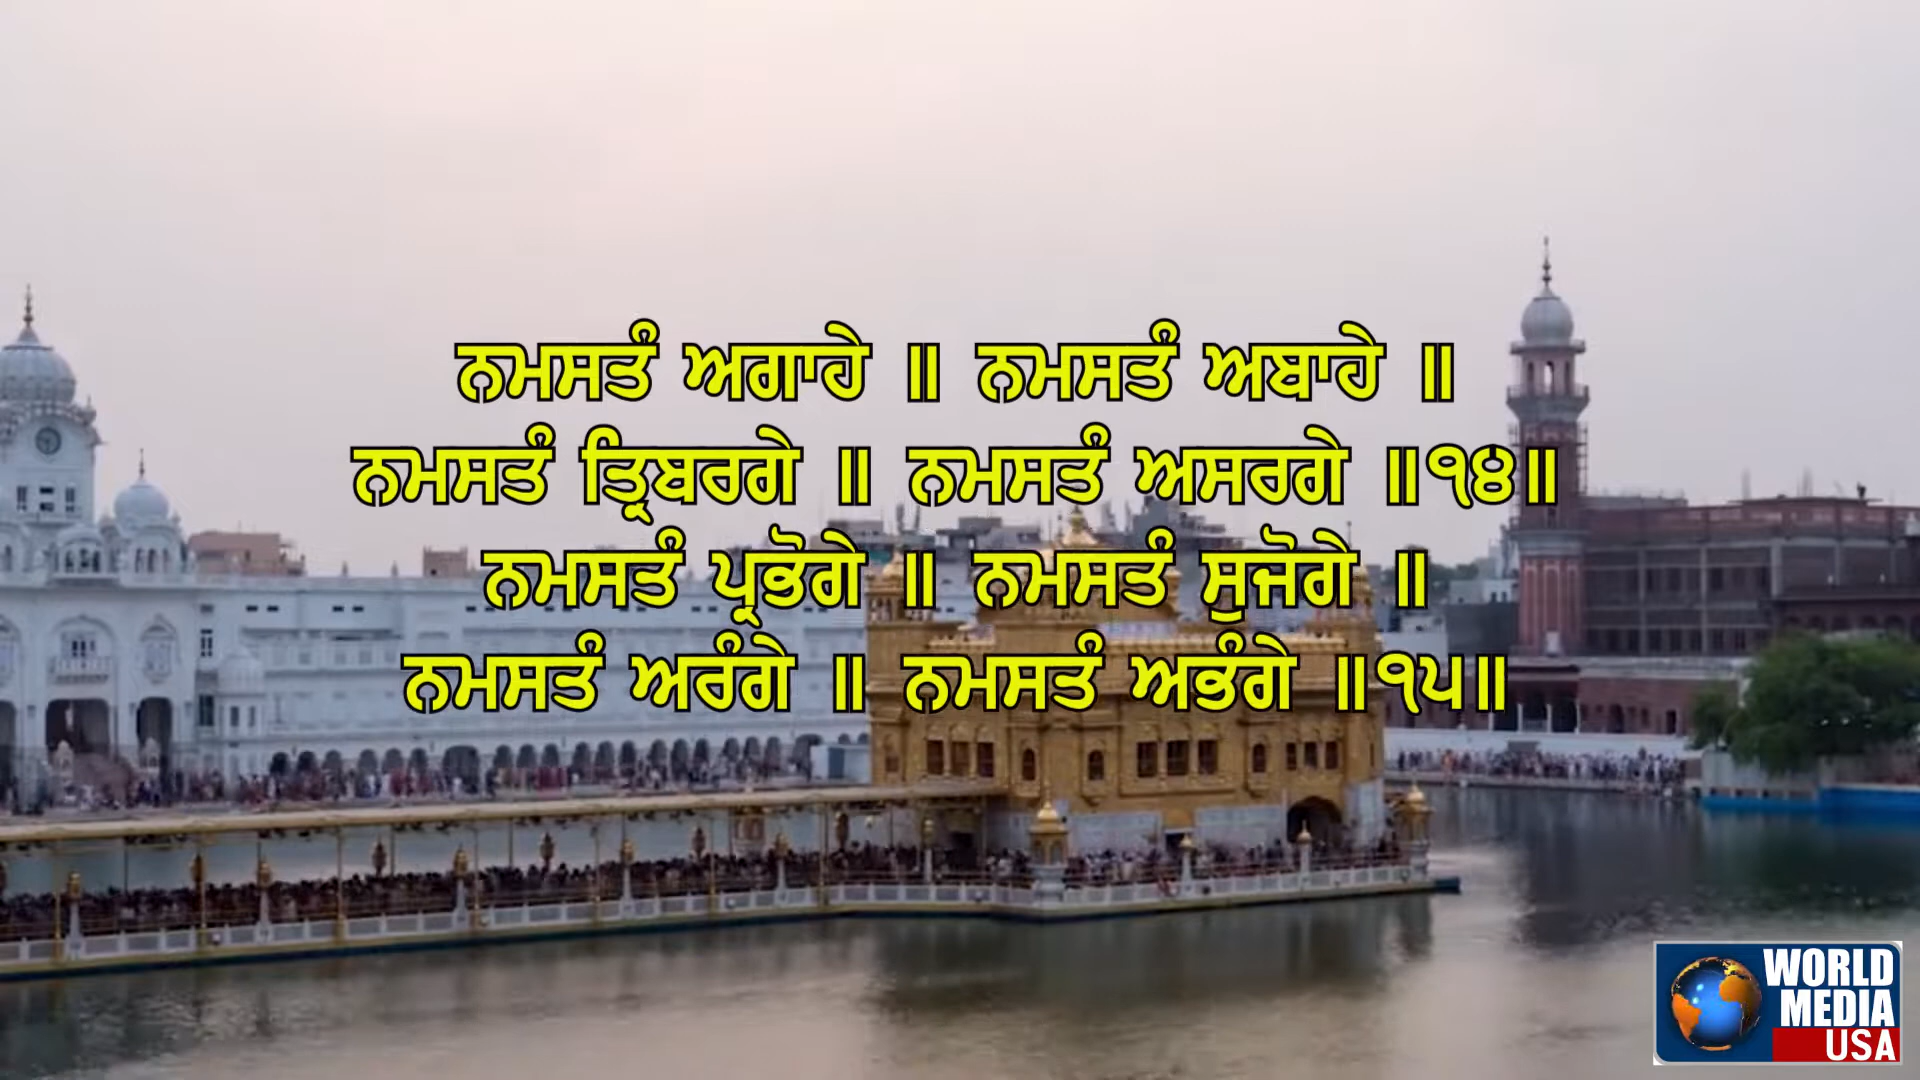 ਨਮਸਤੰ ਅਗਾਹੇ ॥ ਨਮਸਤੰ ਅਬਾਹੇ ॥
ਨਮਸਤੰ ਤ੍ਰਿਬਰਗੇ ॥ ਨਮਸਤੰ ਅਸਰਗੇ ॥੧੪॥
ਨਮਸਤੰ ਪ੍ਰਭੋਗੇ ॥ ਨਮਸਤੰ ਸੁਜੋਗੇ ॥
ਨਮਸਤੰ ਅਰੰਗੇ ॥ ਨਮਸਤੰ ਅਭੰਗੇ ॥੧੫॥
WORLD
MEDIA
USA